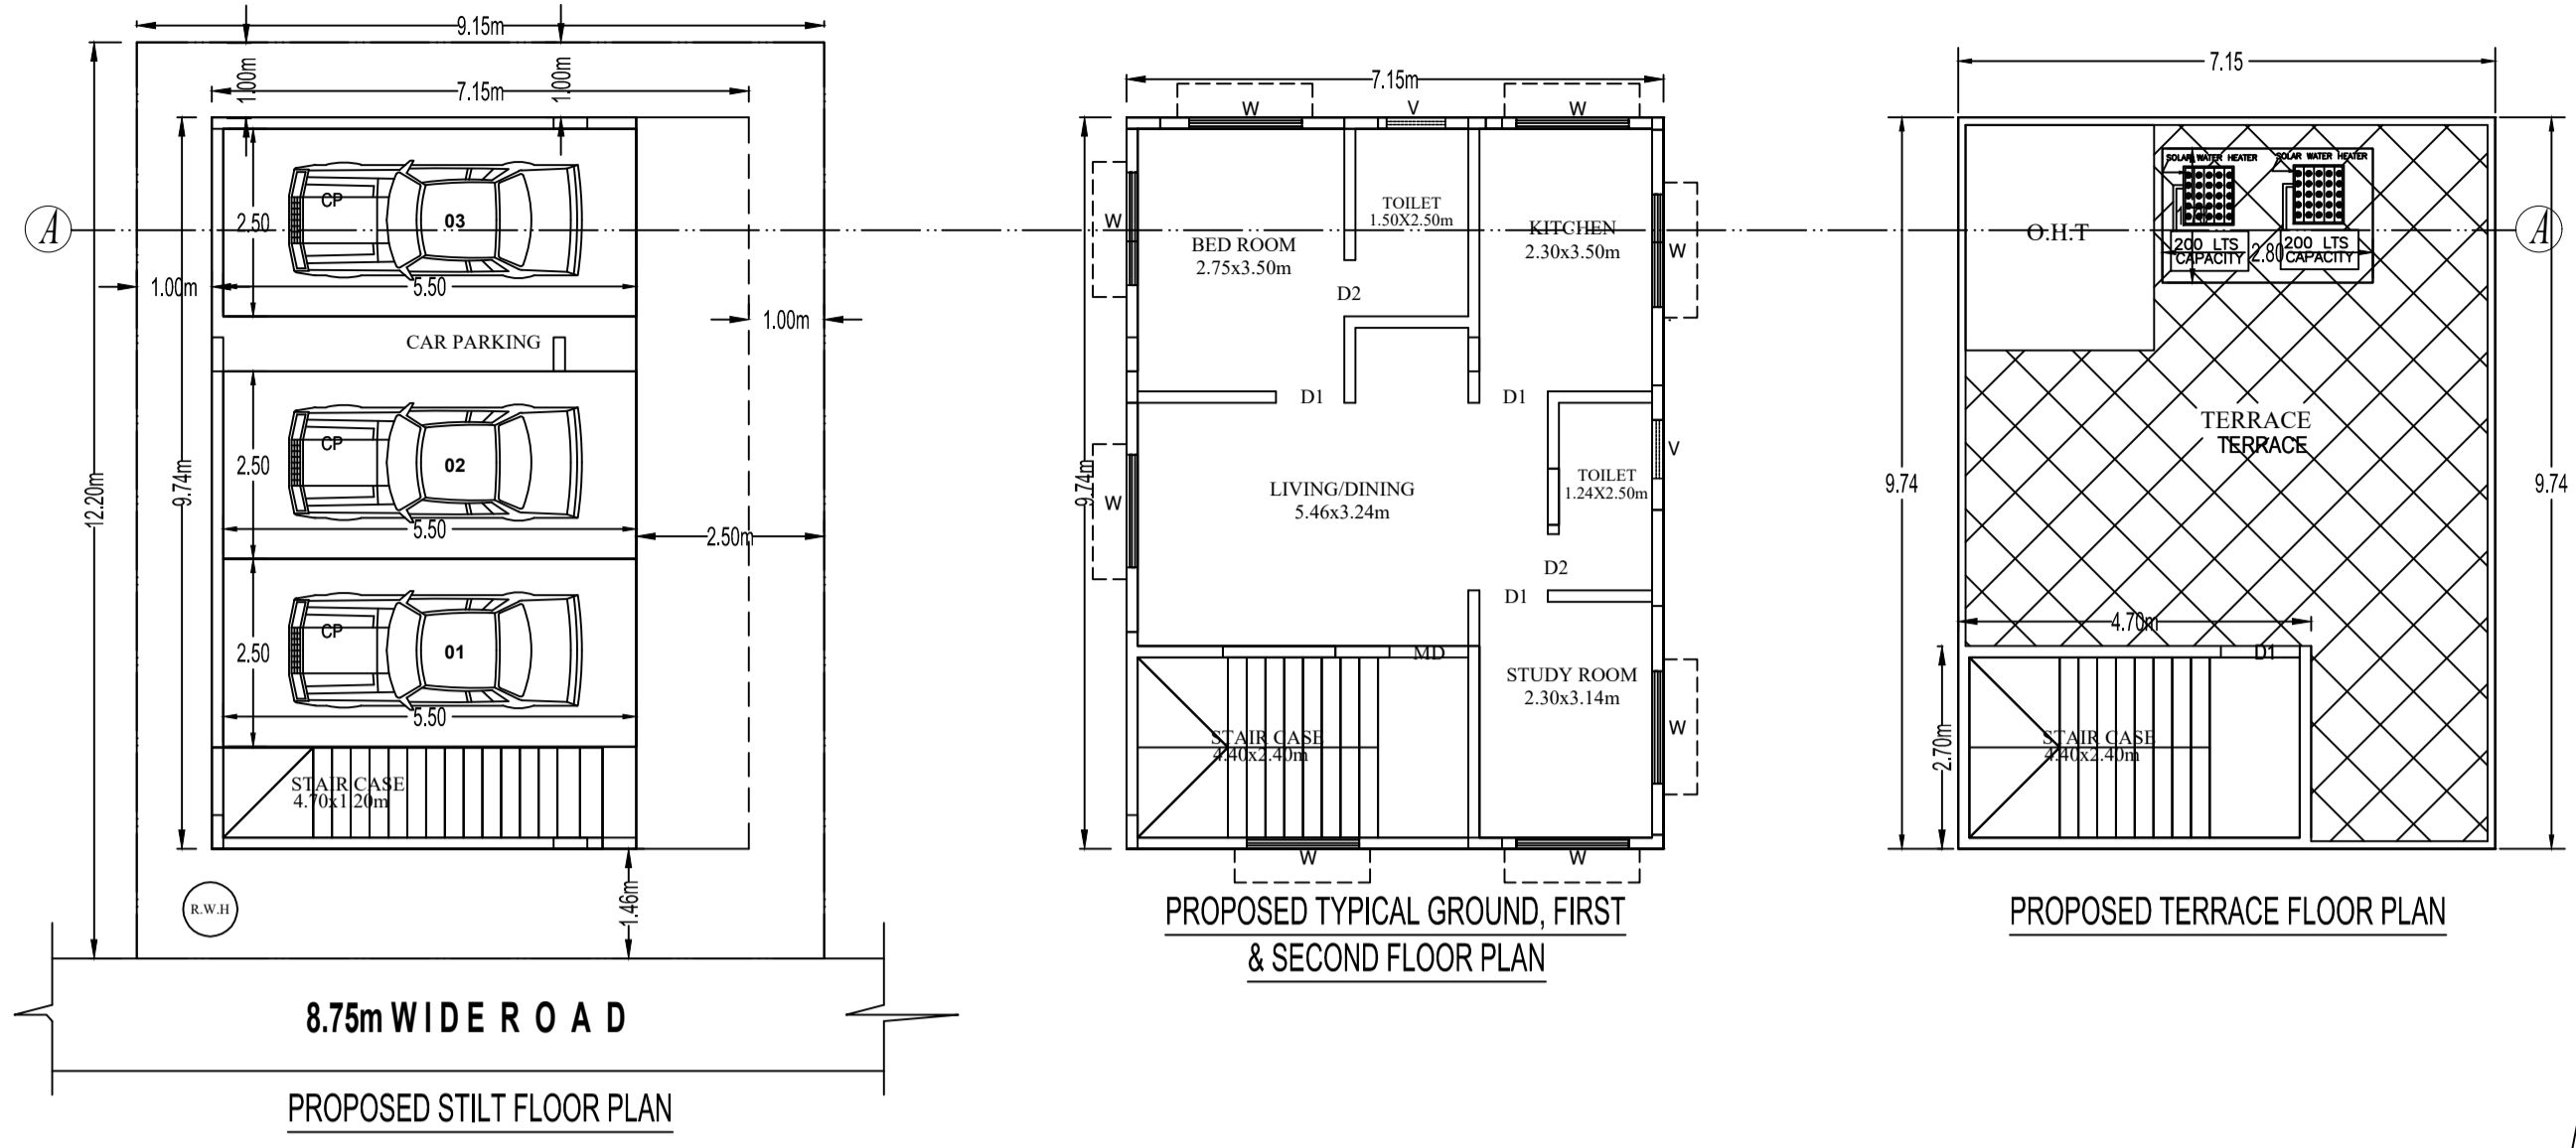 9.15m
1.00m
1.00m
7.15m
CP
03
2.50
5.50
1.00m
1.00m
CAR PARKING
12.20m
9.74m
CP
02
2.50
5.50
2.50m
CP
01
2.50
5.50
STAIR CASE
4.70x1.20m
1.46m
R.W.H
8.75m WIDE ROAD
PROPOSED STILT FLOOR PLAN
A
7.15m
W
V
W
W
BED ROOM
2.75x3.50m
TOILET
1.50X2.50m
KITCHEN
2.30x3.50m
W
D2
D1
D1
9.74m
W
LIVING/DINING
5.46x3.24m
TOILET
1.24X2.50m
V
D2
D1
MD
STUDY ROOM
2.30x3.14m
W
STAIR CASE
4.40x2.40m
W
W
PROPOSED TYPICAL GROUND, FIRST
& SECOND FLOOR PLAN
7.15
SOLAR WATER HEATER
SOLAR WATER HEATER
O.H.T
200 LTS
CAPACITY
2.80
200 LTS
CAPACITY
A
TERRACE
TERRACE
9.74
9.74
4.70m
D1
2.70m
STAIR CASE
4.40x2.40m
PROPOSED TERRACE FLOOR PLAN